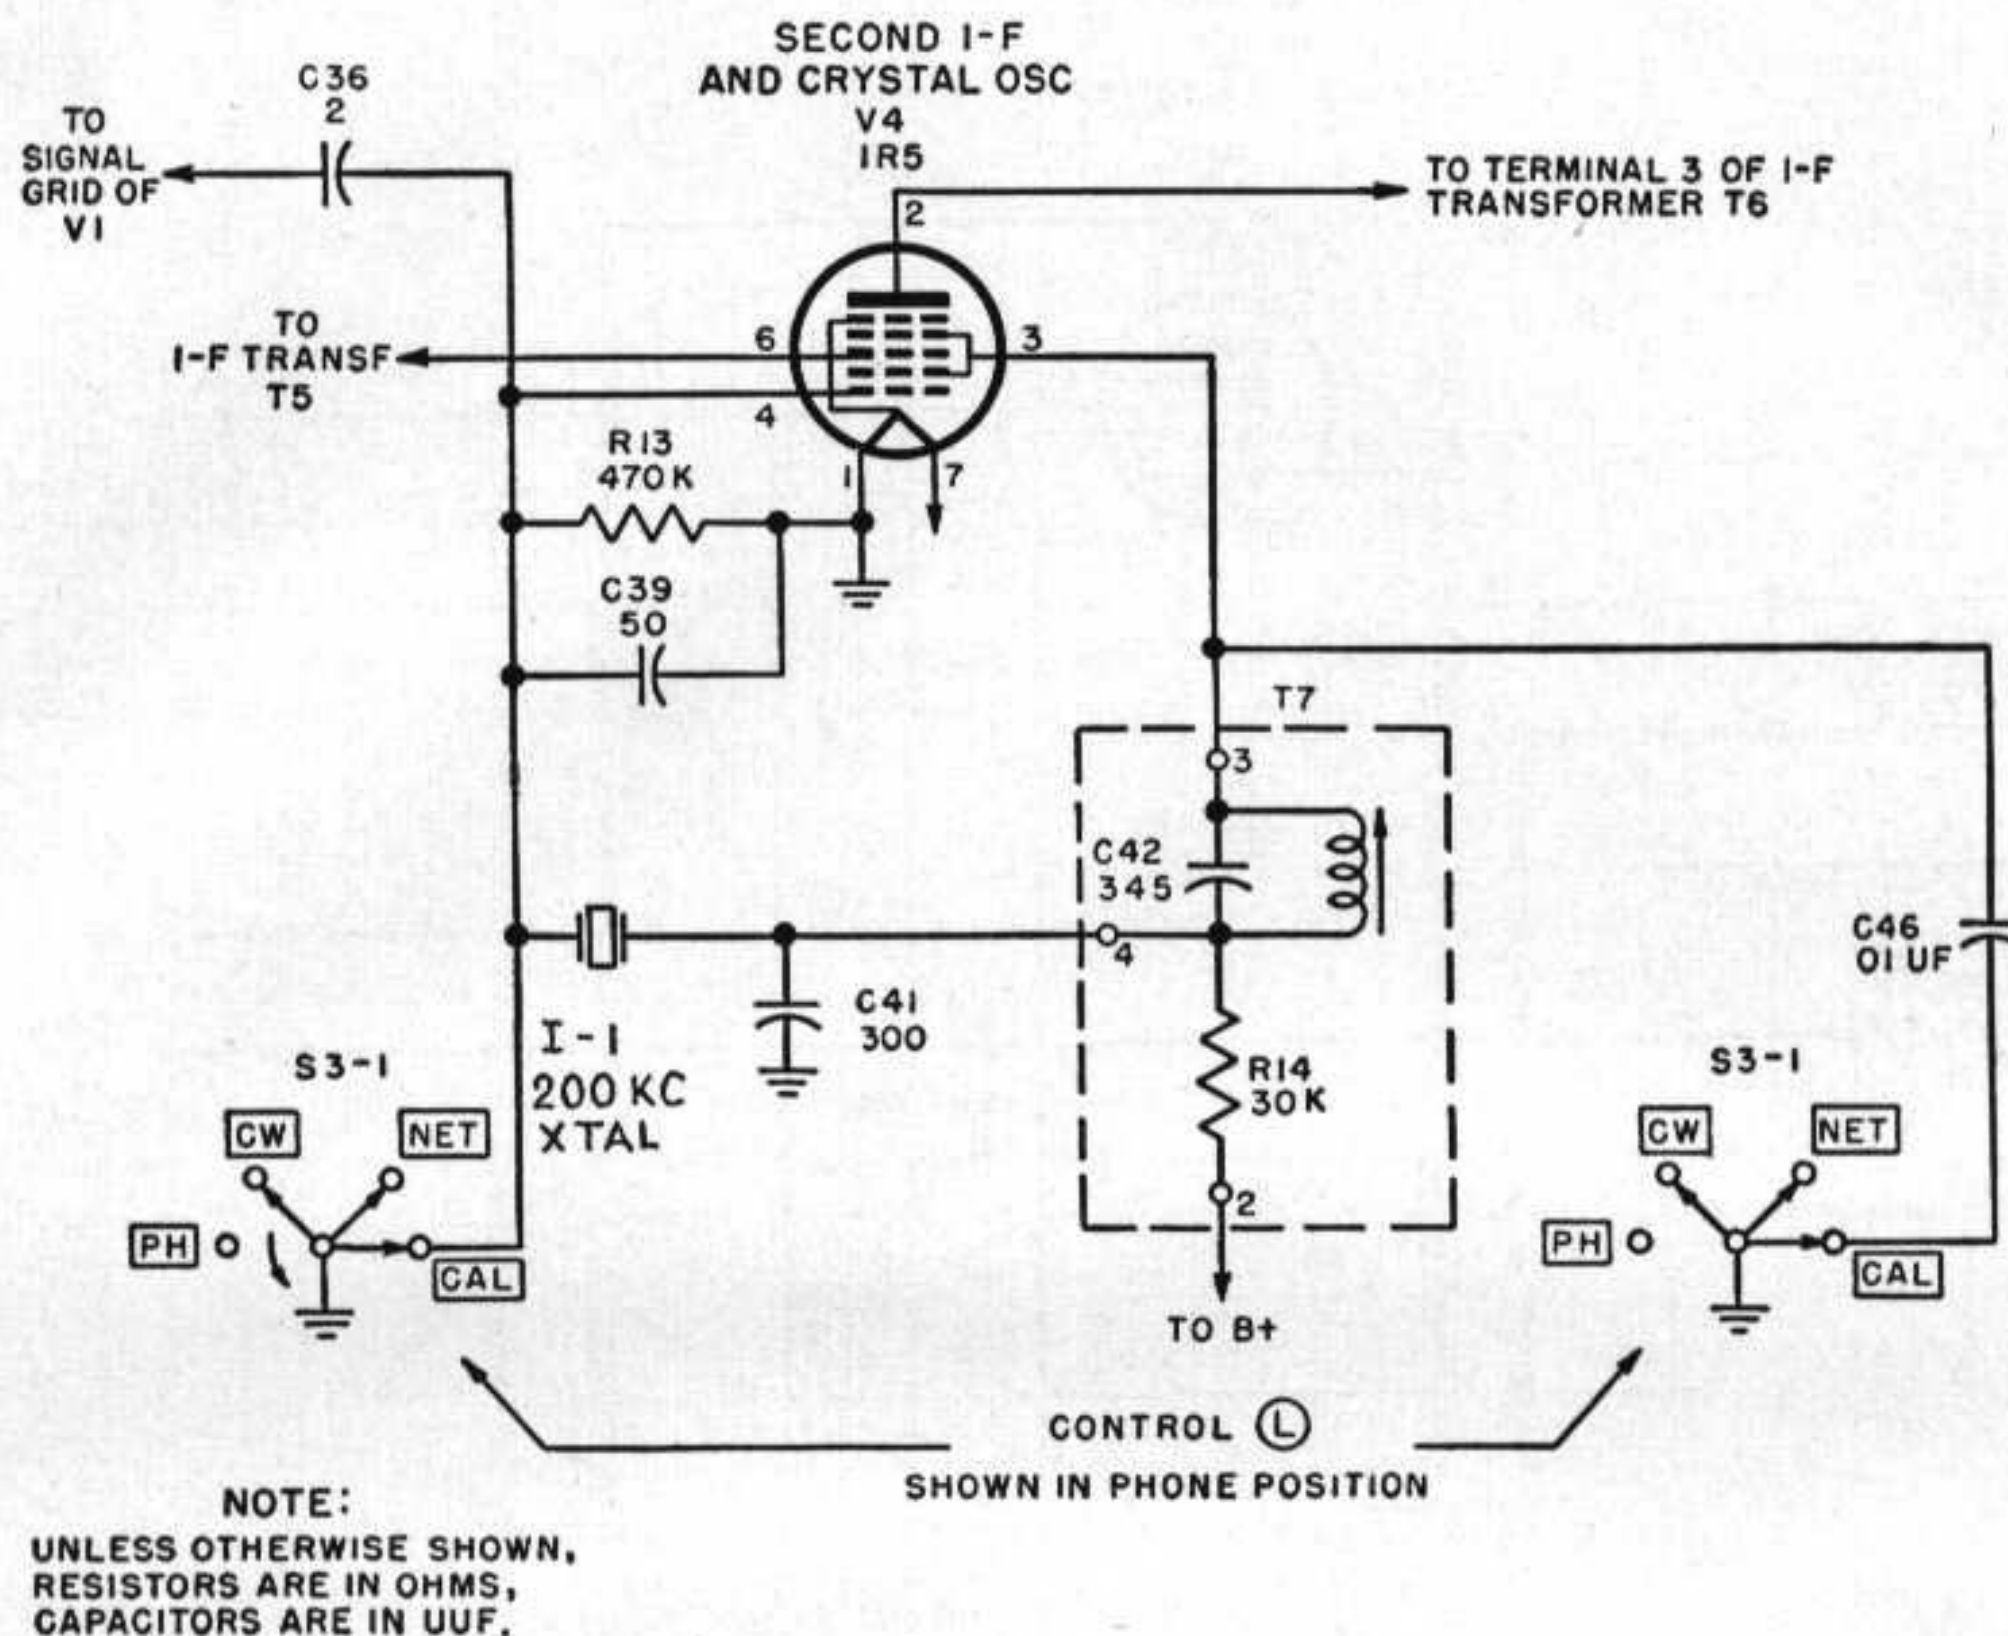 SECOND I-F
AND CRYSTAL OSC
V4
1R5
C36
2
TO
SIGNAL
GRID OF
V1
2
TO TERMINAL 3 OF I-F
TRANSFORMER T6
TO
I-F TRANSF
T5
6
3
4
R13
470K
1
7
C39
50
T7
3
C42
345
4
C46
01 UF
C41
300
I-1
200 KC
XTAL
R14
30K
2
TO B+
S3-1
CW
NET
PH
CAL
S3-1
CW
NET
PH
CAL
CONTROL L
SHOWN IN PHONE POSITION
NOTE:
UNLESS OTHERWISE SHOWN,
RESISTORS ARE IN OHMS,
CAPACITORS ARE IN UUF.